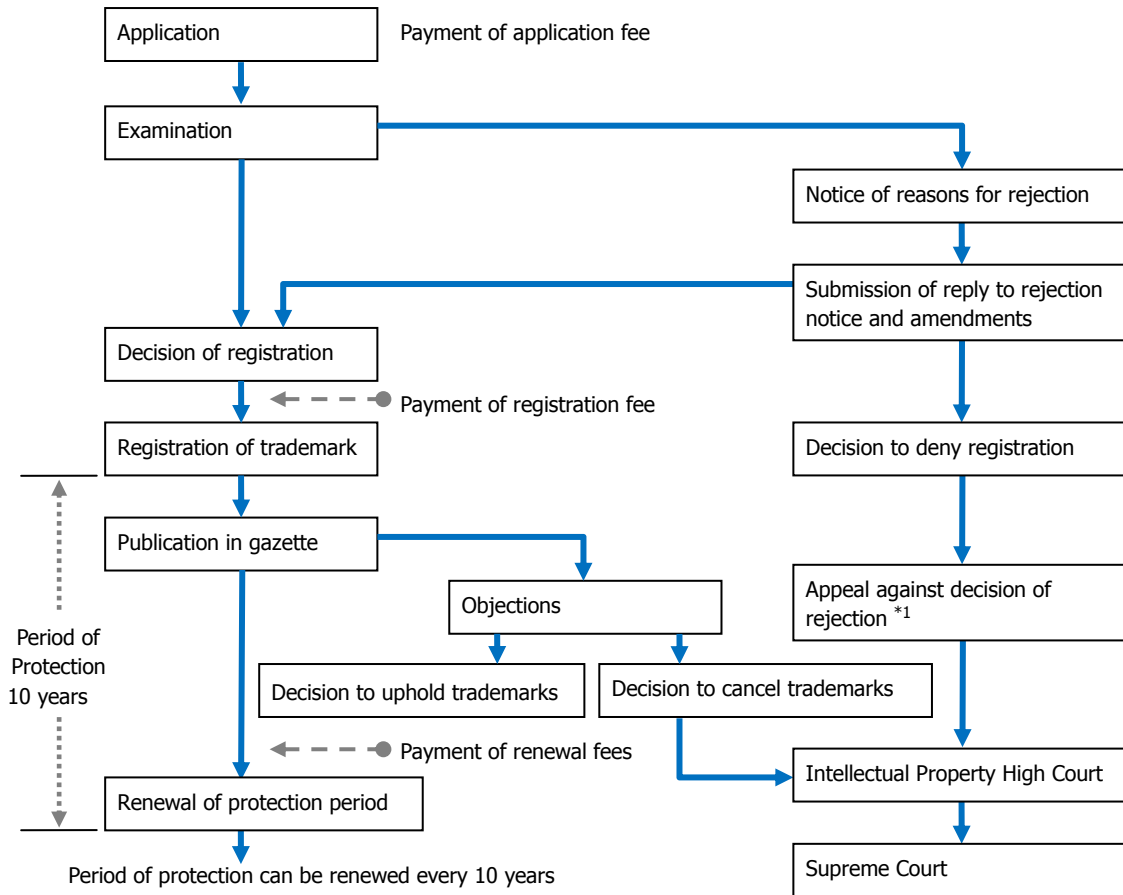 Application
Payment of application fee
Examination
Notice of reasons for rejection
Submission of reply to rejection
notice and amendments
Decision of registration
Payment of registration fee
Registration of trademark
Decision to deny registration
Publication in gazette
Objections
Appeal against decision of
rejection *1
Period of
Protection
10 years
Decision to uphold trademarks
Decision to cancel trademarks
Payment of renewal fees
Intellectual Property High Court
Renewal of protection period
Period of protection can be renewed every 10 years
Supreme Court